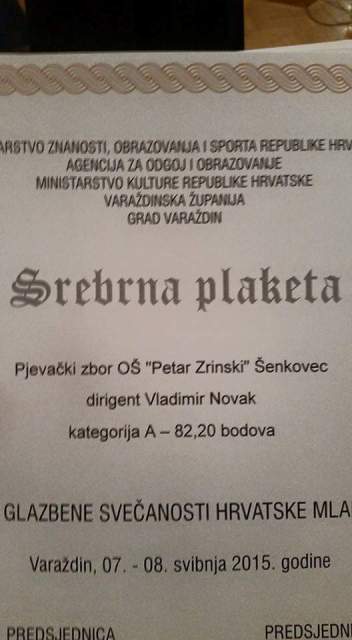 ARSTVO ZNANOSTI, OBRAZOVANJA I SPORTA REPUBLIKE HRV
AGENCIJA ZA ODGOJ I OBRAZOVANJE
MINISTARSTVO KULTURE REPUBLIKE HRVATSKE
VARAŽDINSKA ŽUPANIJA
GRAD VARAŽDIN
Srebrna plaketa
Pjevački zbor OŠ "Petar Zrinski" Šenkovec
dirigent Vladimir Novak
kategorija A – 82,20 bodova
GLAZBENE SVEČANOSTI HRVATSKE MLA
Varaždin, 07. - 08. svibnja 2015. godine
PREDSJEDNICA PREDSJEDNI